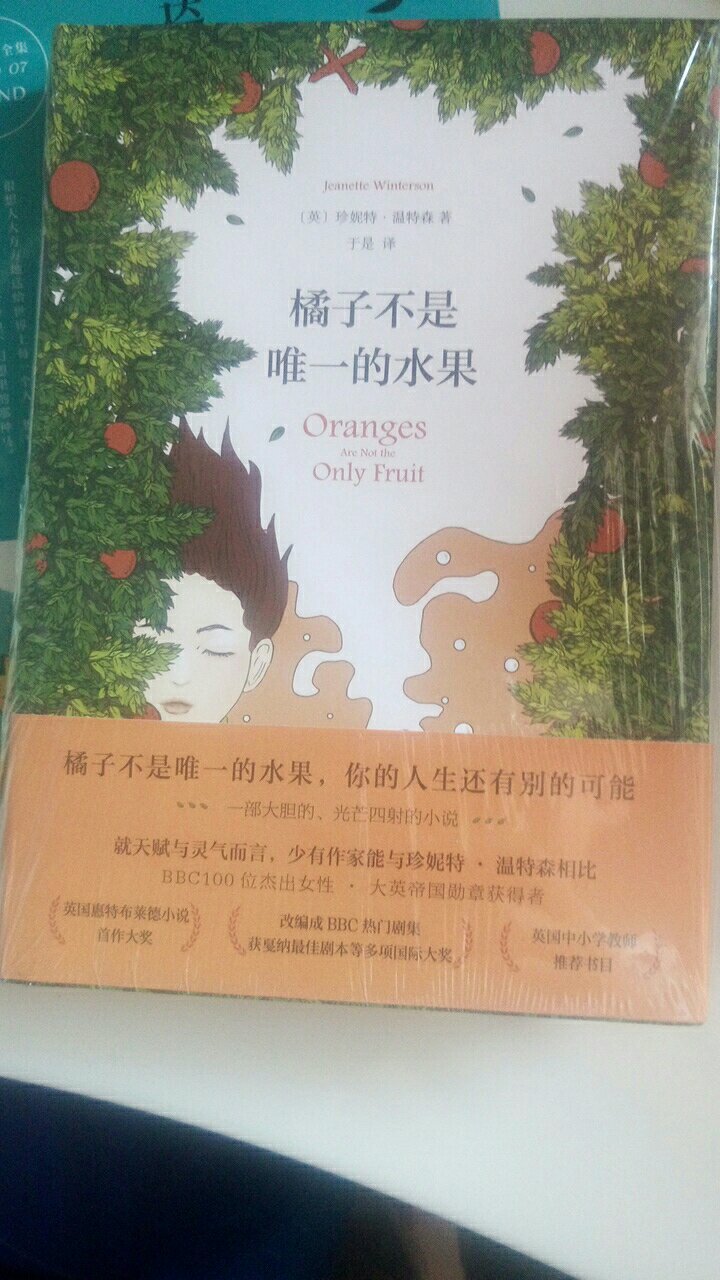 全集
07
ND
Jeanette Winterson
〔英〕珍妮特·温特森 著
于是 译
橘子不是
唯一的水果
Oranges
Are Not the
Only Fruit
橘子不是唯一的水果，你的人生还有别的可能
一部大胆的、光芒四射的小说
就天赋与灵气而言，少有作家能与珍妮特·温特森相比
BBC100位杰出女性·大英帝国勋章获得者
英国惠特布莱德小说
首作大奖
改编成BBC热门剧集
获戛纳最佳剧本等多项国际大奖
英国中小学教师
推荐书目